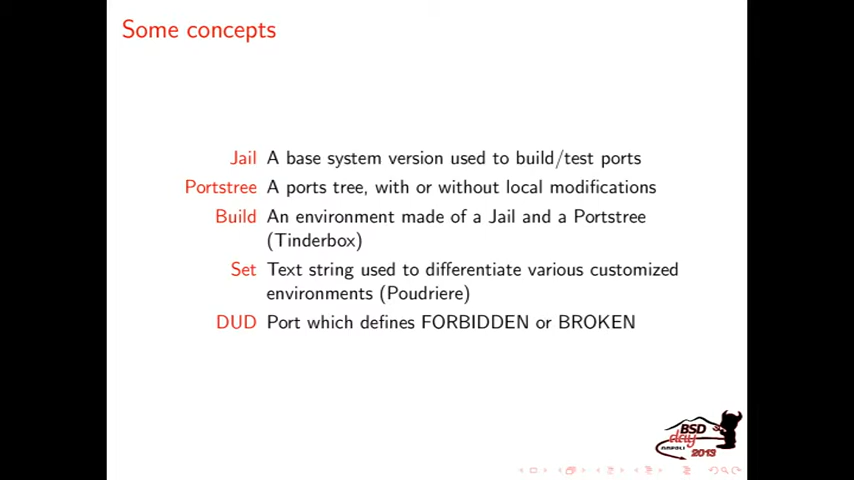 Some concepts
Jail A base system version used to build/test ports
Portstree A ports tree, with or without local modifications
Build An environment made of a Jail and a Portstree
(Tinderbox)
Set Text string used to differentiate various customized
environments (Poudriere)
DUD Port which defines FORBIDDEN or BROKEN
BSD
day
NAPOLI
2013